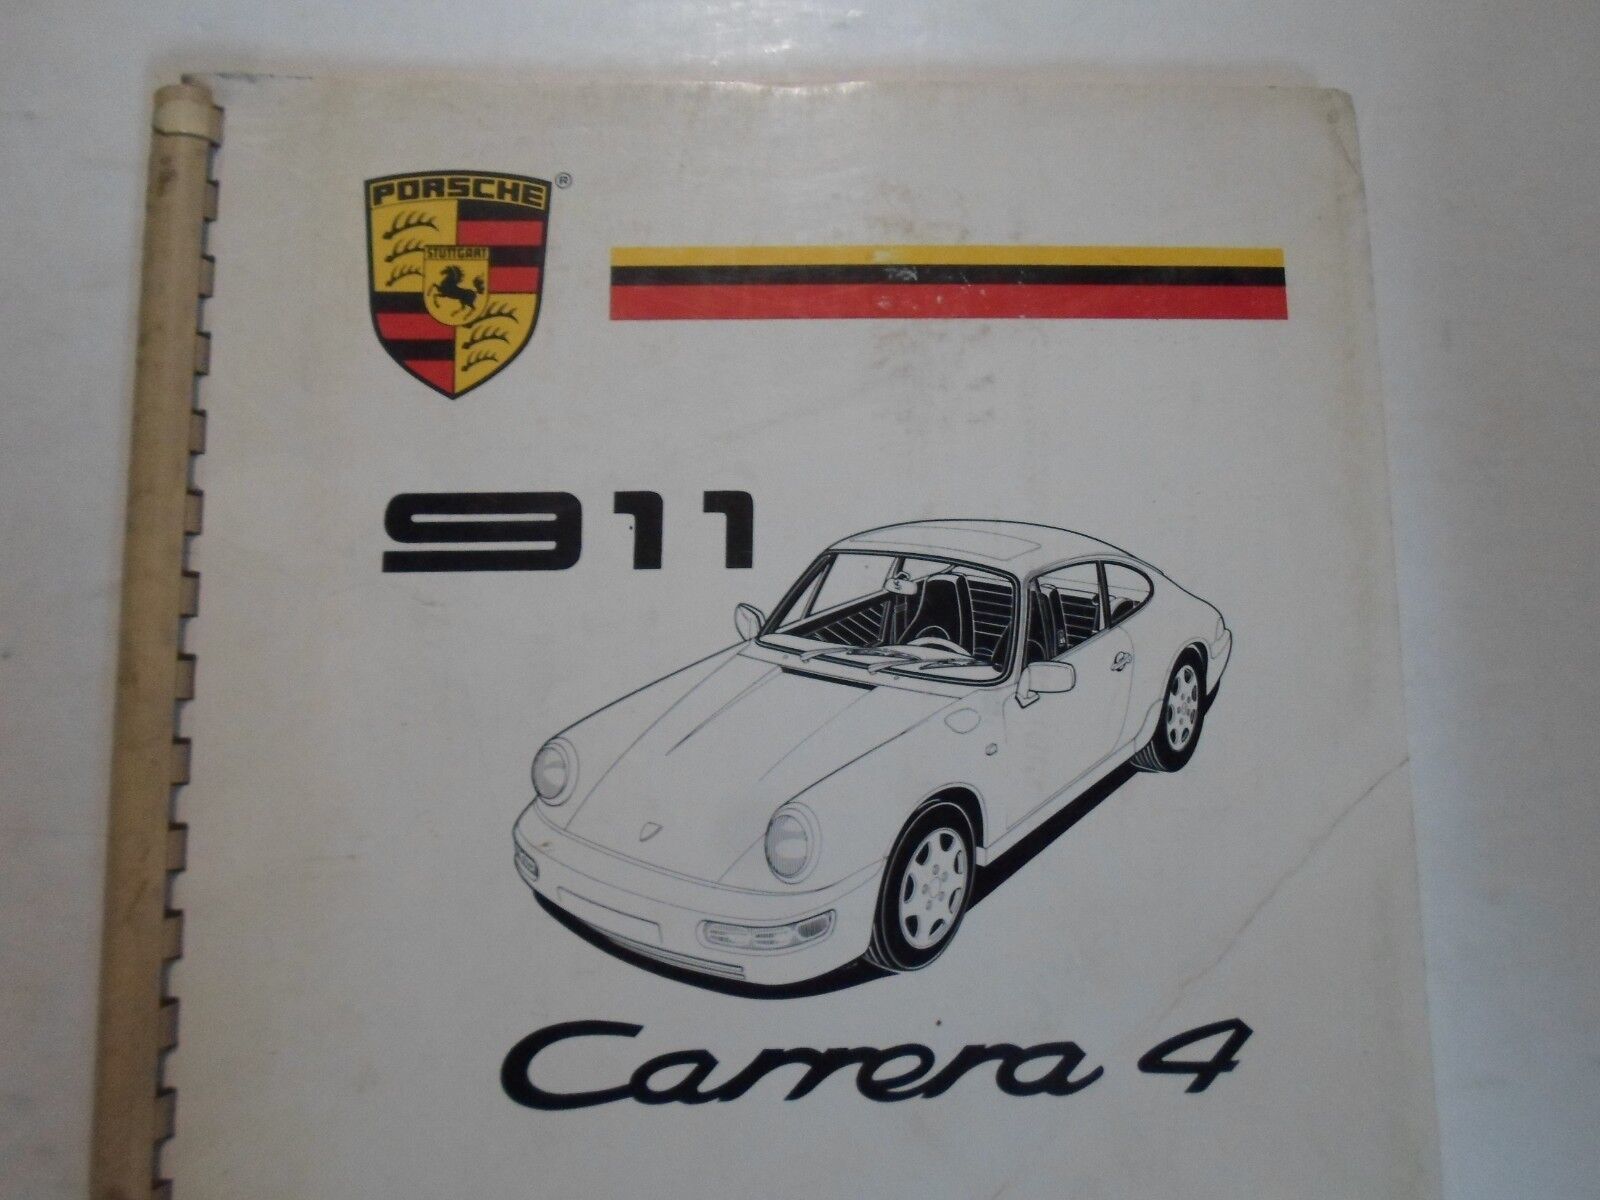 PORSCHE
®
STUTTGART
911
Carrera 4